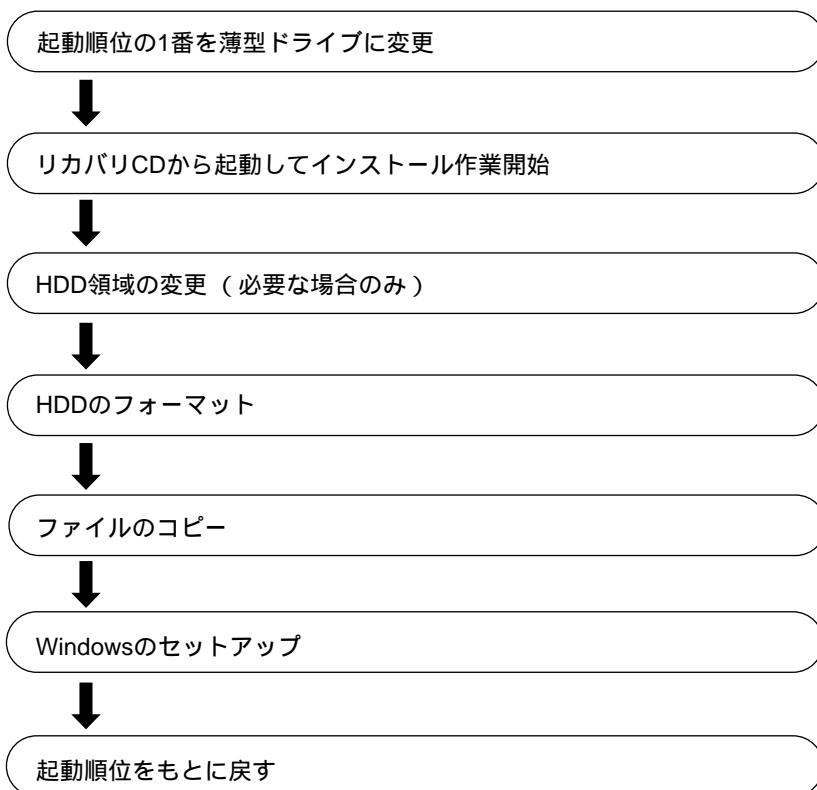 起動順位の1番を薄型ドライブに変更
リカバリCDから起動してインストール作業開始
HDD領域の変更 （必要な場合のみ）
HDDのフォーマット
ファイルのコピー
Windowsのセットアップ
起動順位をもとに戻す